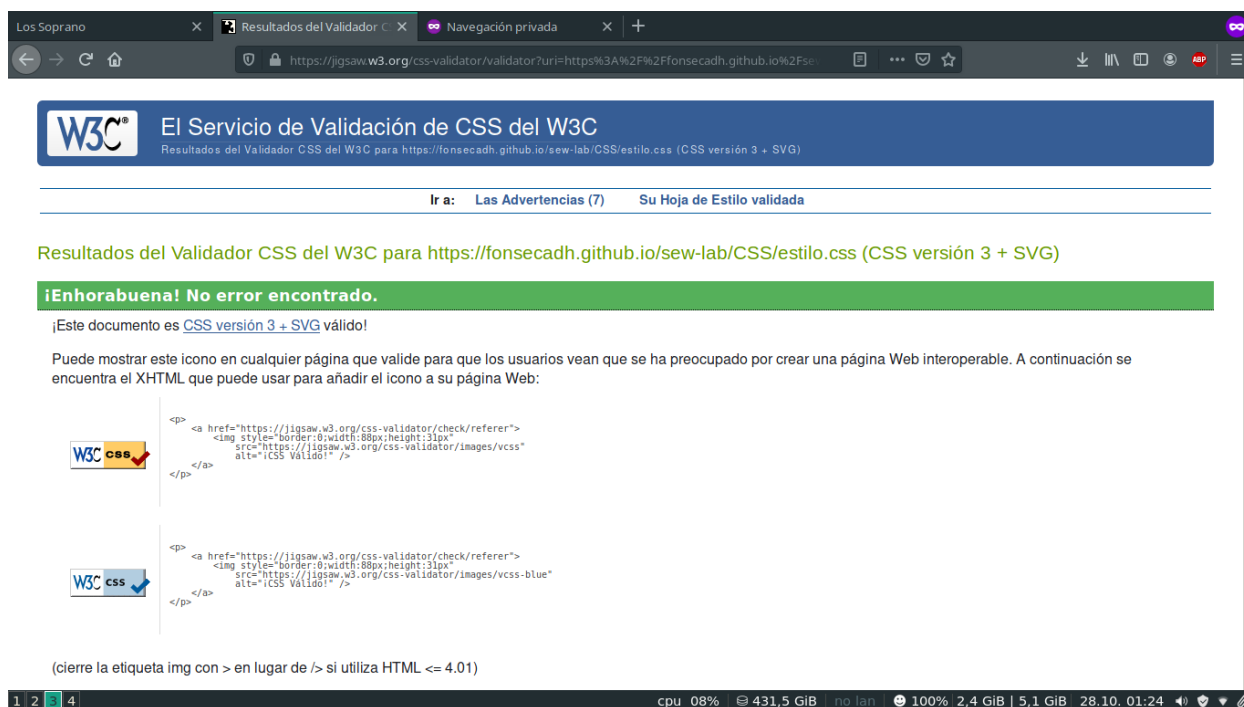 Los Soprano
Resultados del Validador C
Navegación privada
https://jigsaw.w3.org/css-validator/validator?uri=https%3A%2F%2Ffonsecadh.github.io%2Fse
ABP
W3C® El Servicio de Validación de CSS del W3C
Resultados del Validador CSS del W3C para https://fonsecadh.github.io/sew-lab/CSS/estilo.css (CSS versión 3 + SVG)
Ir a: Las Advertencias (7) Su Hoja de Estilo validada
Resultados del Validador CSS del W3C para https://fonsecadh.github.io/sew-lab/CSS/estilo.css (CSS versión 3 + SVG)
¡Enhorabuena! No error encontrado.
¡Este documento es CSS versión 3 + SVG válido!
Puede mostrar este icono en cualquier página que valide para que los usuarios vean que se ha preocupado por crear una página Web interoperable. A continuación se
encuentra el XHTML que puede usar para añadir el icono a su página Web:
W3C css
<p>
<a href="https://jigsaw.w3.org/css-validator/check/referer">
<img style="border:0;width:88px;height:31px"
src="https://jigsaw.w3.org/css-validator/images/vcss"
alt="¡CSS Válido!" />
</a>
</p>
W3C css
<p>
<a href="https://jigsaw.w3.org/css-validator/check/referer">
<img style="border:0;width:88px;height:31px"
src="https://jigsaw.w3.org/css-validator/images/vcss-blue"
alt="¡CSS Válido!" />
</a>
</p>
(cierre la etiqueta img con > en lugar de /> si utiliza HTML <= 4.01)
1 2 3 4
cpu 08% 431,5 GiB no lan 100% 2,4 GiB | 5,1 GiB 28.10. 01:24